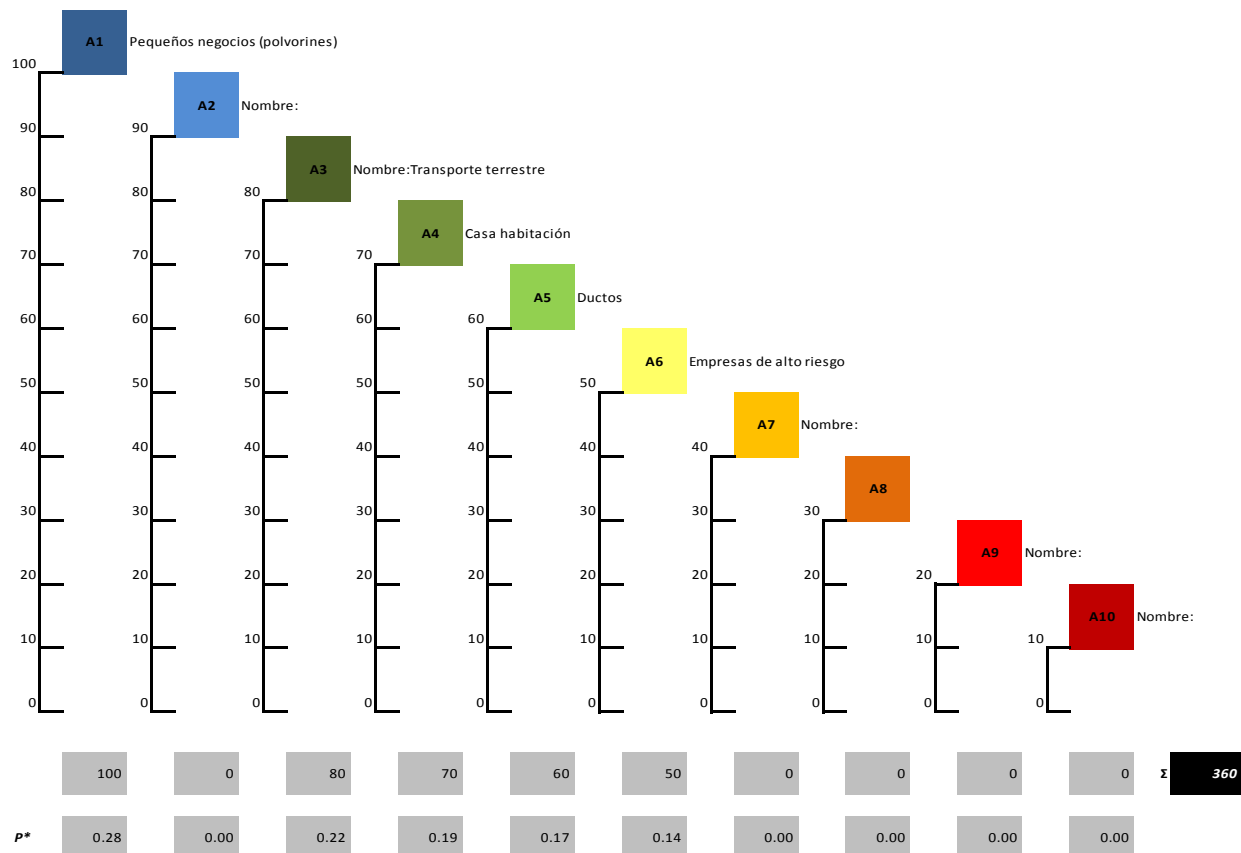 A1 Pequeños negocios (polvorines)
100
A2 Nombre:
90 90
A3 Nombre:Transporte terrestre
80 80 80
A4 Casa habitación
70 70 70 70
A5 Ductos
60 60 60 60 60
A6 Empresas de alto riesgo
50 50 50 50 50 50
A7 Nombre:
40 40 40 40 40 40 40
A8
30 30 30 30 30 30 30 30
A9 Nombre:
20 20 20 20 20 20 20 20 20
A10 Nombre:
10 10 10 10 10 10 10 10 10 10
0 0 0 0 0 0 0 0 0 0
100 0 80 70 60 50 0 0 0 0 Σ 360
P* 0.28 0.00 0.22 0.19 0.17 0.14 0.00 0.00 0.00 0.00